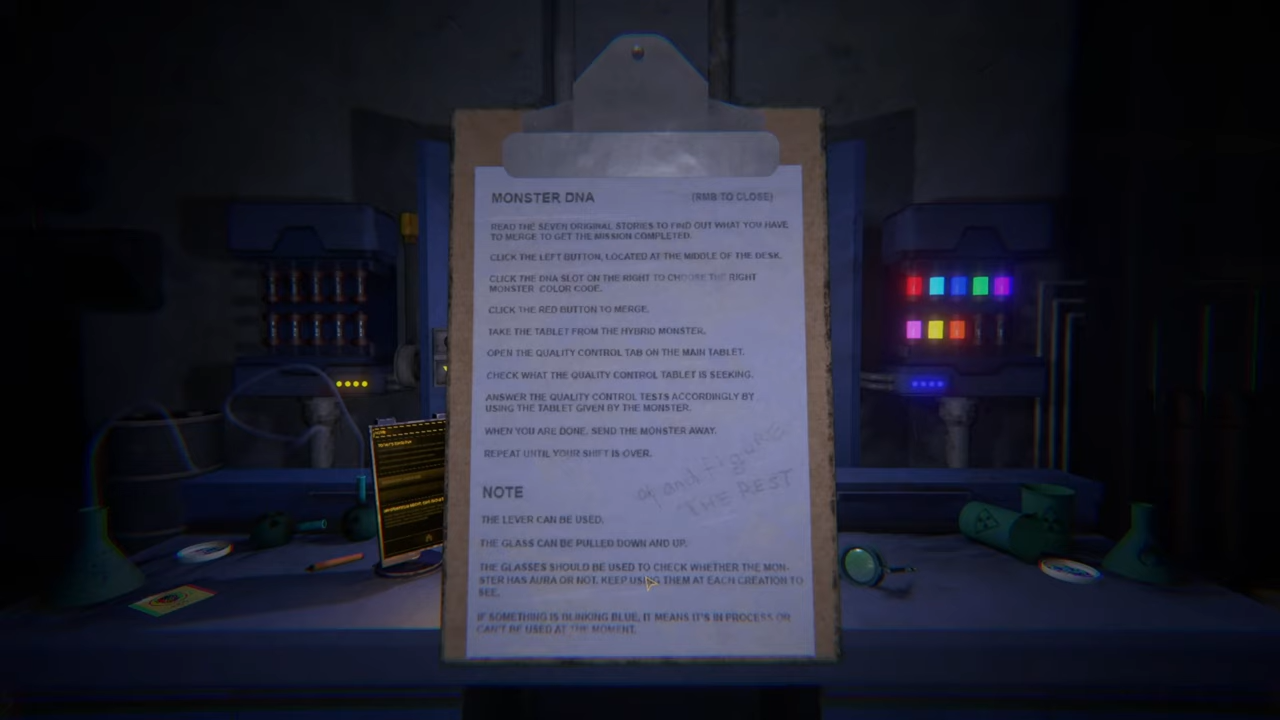 MONSTER DNA (RMB TO CLOSE)
READ THE SEVEN ORIGINAL STORIES TO FIND OUT WHAT YOU HAVE
TO MERGE TO GET THE MISSION COMPLETED.
CLICK THE LEFT BUTTON, LOCATED AT THE MIDDLE OF THE DESK.
CLICK THE DNA SLOT ON THE RIGHT TO CHOOSE THE RIGHT
MONSTER COLOR CODE.
CLICK THE RED BUTTON TO MERGE.
TAKE THE TABLET FROM THE HYBRID MONSTER.
OPEN THE QUALITY CONTROL TAB ON THE MAIN TABLET.
CHECK WHAT THE QUALITY CONTROL TABLET IS SEEKING.
ANSWER THE QUALITY CONTROL TESTS ACCORDINGLY BY
USING THE TABLET GIVEN BY THE MONSTER.
WHEN YOU ARE DONE, SEND THE MONSTER AWAY.
REPEAT UNTIL YOUR SHIFT IS OVER.
and figure
THE REST
NOTE
THE LEVER CAN BE USED.
THE GLASS CAN BE PULLED DOWN AND UP.
THE GLASSES SHOULD BE USED TO CHECK WHETHER THE MON-
STER HAS AURA OR NOT. KEEP USING THEM AT EACH CREATION TO
SEE.
IF SOMETHING IS BLINKING BLUE, IT MEANS IT'S IN PROCESS OR
CAN'T BE USED AT THE MOMENT.